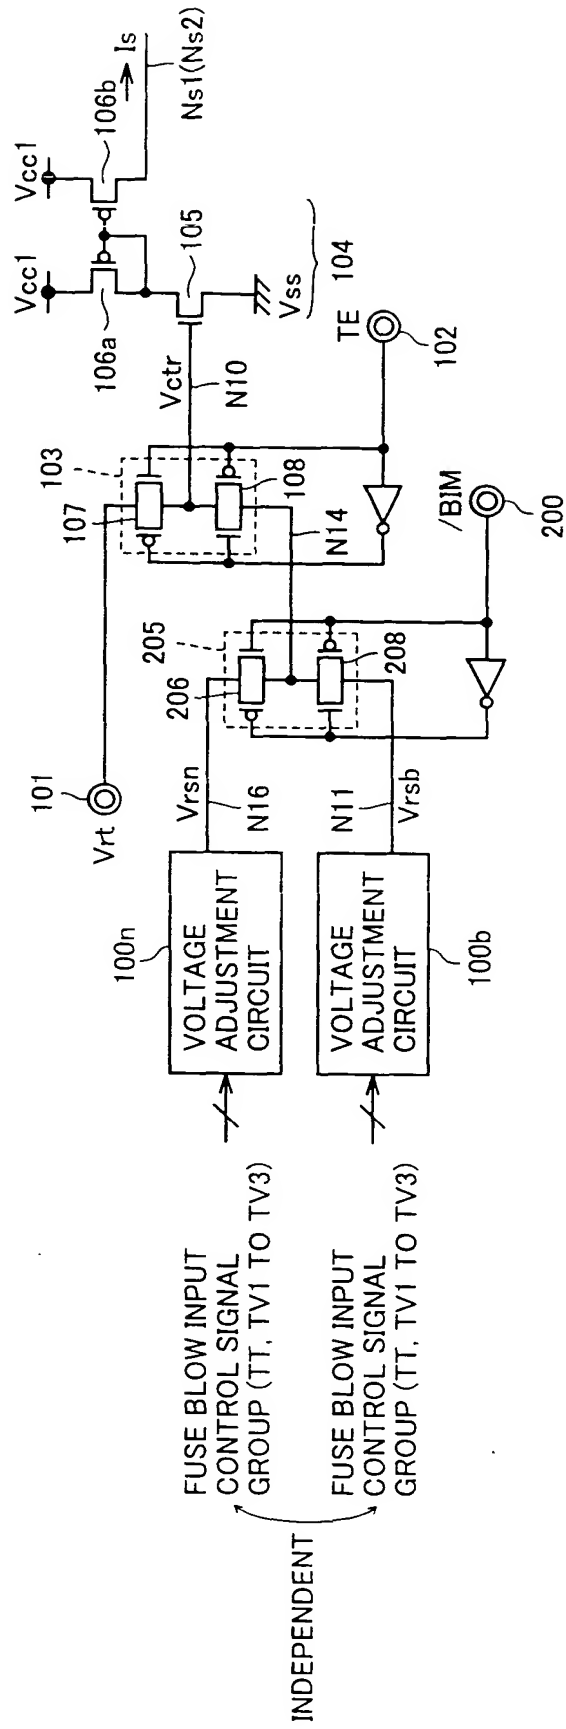 INDEPENDENT
FUSE BLOW INPUT
CONTROL SIGNAL
GROUP (TT, TV1 TO TV3)
FUSE BLOW INPUT
CONTROL SIGNAL
GROUP (TT, TV1 TO TV3)
100n
VOLTAGE
ADJUSTMENT
CIRCUIT
VOLTAGE
ADJUSTMENT
CIRCUIT
100b
101
Vrt
Vrsn
N16
N11
Vrsb
205
206
208
/BIM
200
103
107
108
N14
TE
102
Vctr
N10
Vcc1
Vcc1
106a
106b
105
Vss
104
Is
Ns1(Ns2)